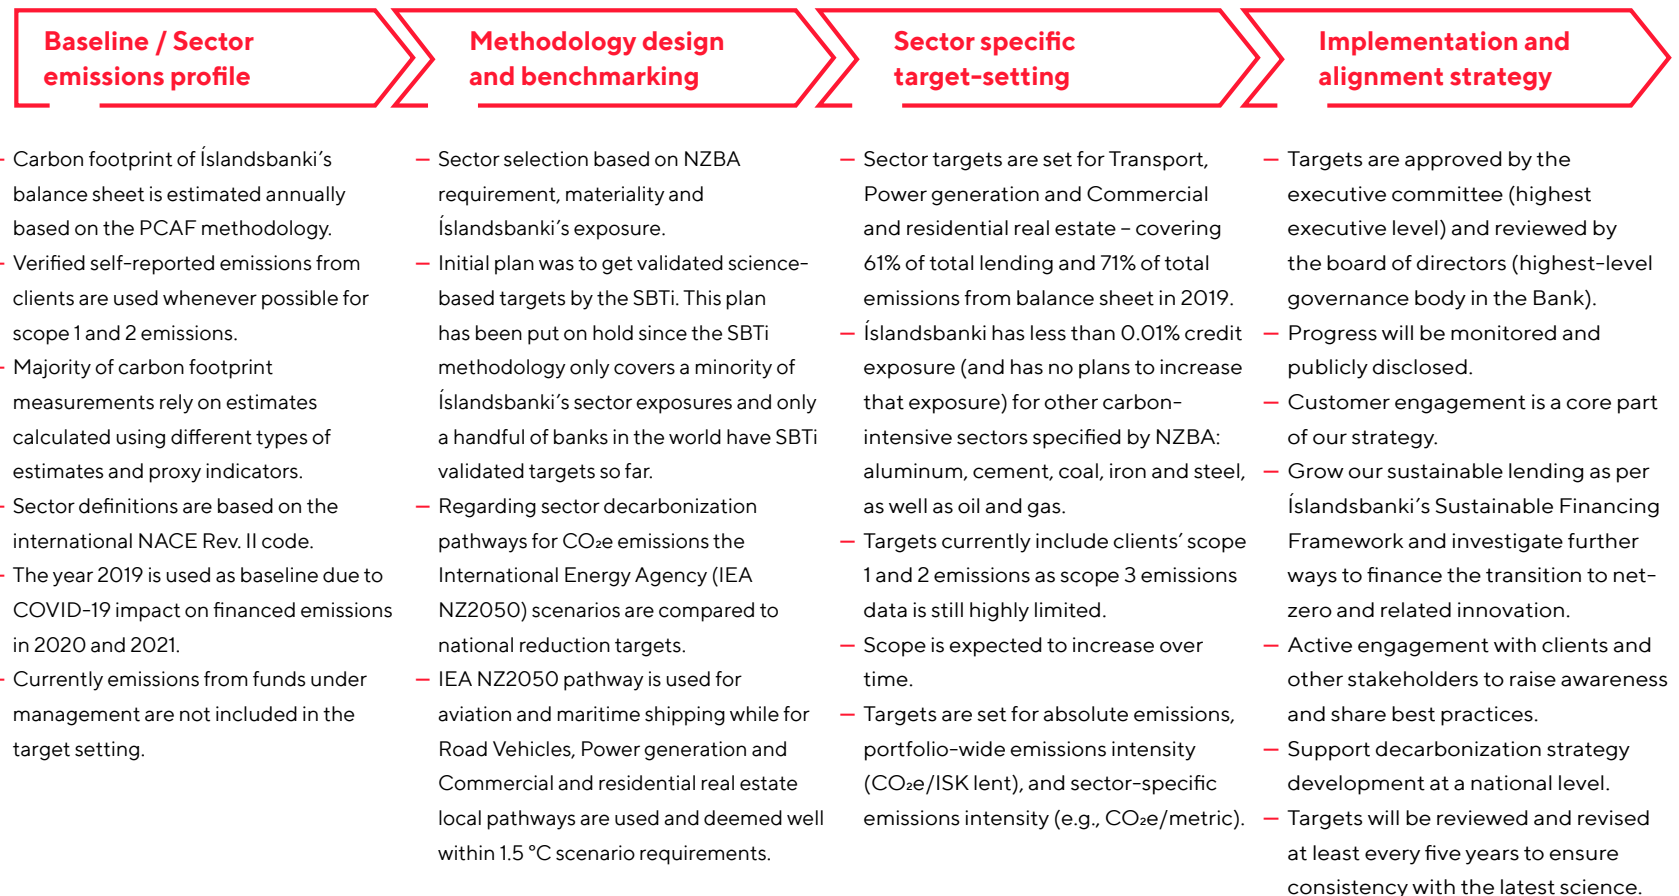 Baseline / Sector
emissions profile
Methodology design
and benchmarking
Sector specific
target-setting
Implementation and
alignment strategy
– Carbon footprint of Íslandsbanki´s
balance sheet is estimated annually
based on the PCAF methodology.
– Verified self-reported emissions from
clients are used whenever possible for
scope 1 and 2 emissions.
– Majority of carbon footprint
measurements rely on estimates
calculated using different types of
estimates and proxy indicators.
– Sector definitions are based on the
international NACE Rev. II code.
– The year 2019 is used as baseline due to
COVID-19 impact on financed emissions
in 2020 and 2021.
– Currently emissions from funds under
management are not included in the
target setting.
– Sector selection based on NZBA
requirement, materiality and
Íslandsbanki´s exposure.
– Initial plan was to get validated science-
based targets by the SBTi. This plan
has been put on hold since the SBTi
methodology only covers a minority of
Íslandsbanki´s sector exposures and only
a handful of banks in the world have SBTi
validated targets so far.
– Regarding sector decarbonization
pathways for CO₂e emissions the
International Energy Agency (IEA
NZ2050) scenarios are compared to
national reduction targets.
– IEA NZ2050 pathway is used for
aviation and maritime shipping while for
Road Vehicles, Power generation and
Commercial and residential real estate
local pathways are used and deemed well
within 1.5 °C scenario requirements.
– Sector targets are set for Transport,
Power generation and Commercial
and residential real estate – covering
61% of total lending and 71% of total
emissions from balance sheet in 2019.
– Íslandsbanki has less than 0.01% credit
exposure (and has no plans to increase
that exposure) for other carbon-
intensive sectors specified by NZBA:
aluminum, cement, coal, iron and steel,
as well as oil and gas.
– Targets currently include clients´ scope
1 and 2 emissions as scope 3 emissions
data is still highly limited.
– Scope is expected to increase over
time.
– Targets are set for absolute emissions,
portfolio-wide emissions intensity
(CO₂e/ISK lent), and sector-specific
emissions intensity (e.g., CO₂e/metric).
– Targets are approved by the
executive committee (highest
executive level) and reviewed by
the board of directors (highest-level
governance body in the Bank).
– Progress will be monitored and
publicly disclosed.
– Customer engagement is a core part
of our strategy.
– Grow our sustainable lending as per
Íslandsbanki´s Sustainable Financing
Framework and investigate further
ways to finance the transition to net-
zero and related innovation.
– Active engagement with clients and
other stakeholders to raise awareness
and share best practices.
– Support decarbonization strategy
development at a national level.
– Targets will be reviewed and revised
at least every five years to ensure
consistency with the latest science.